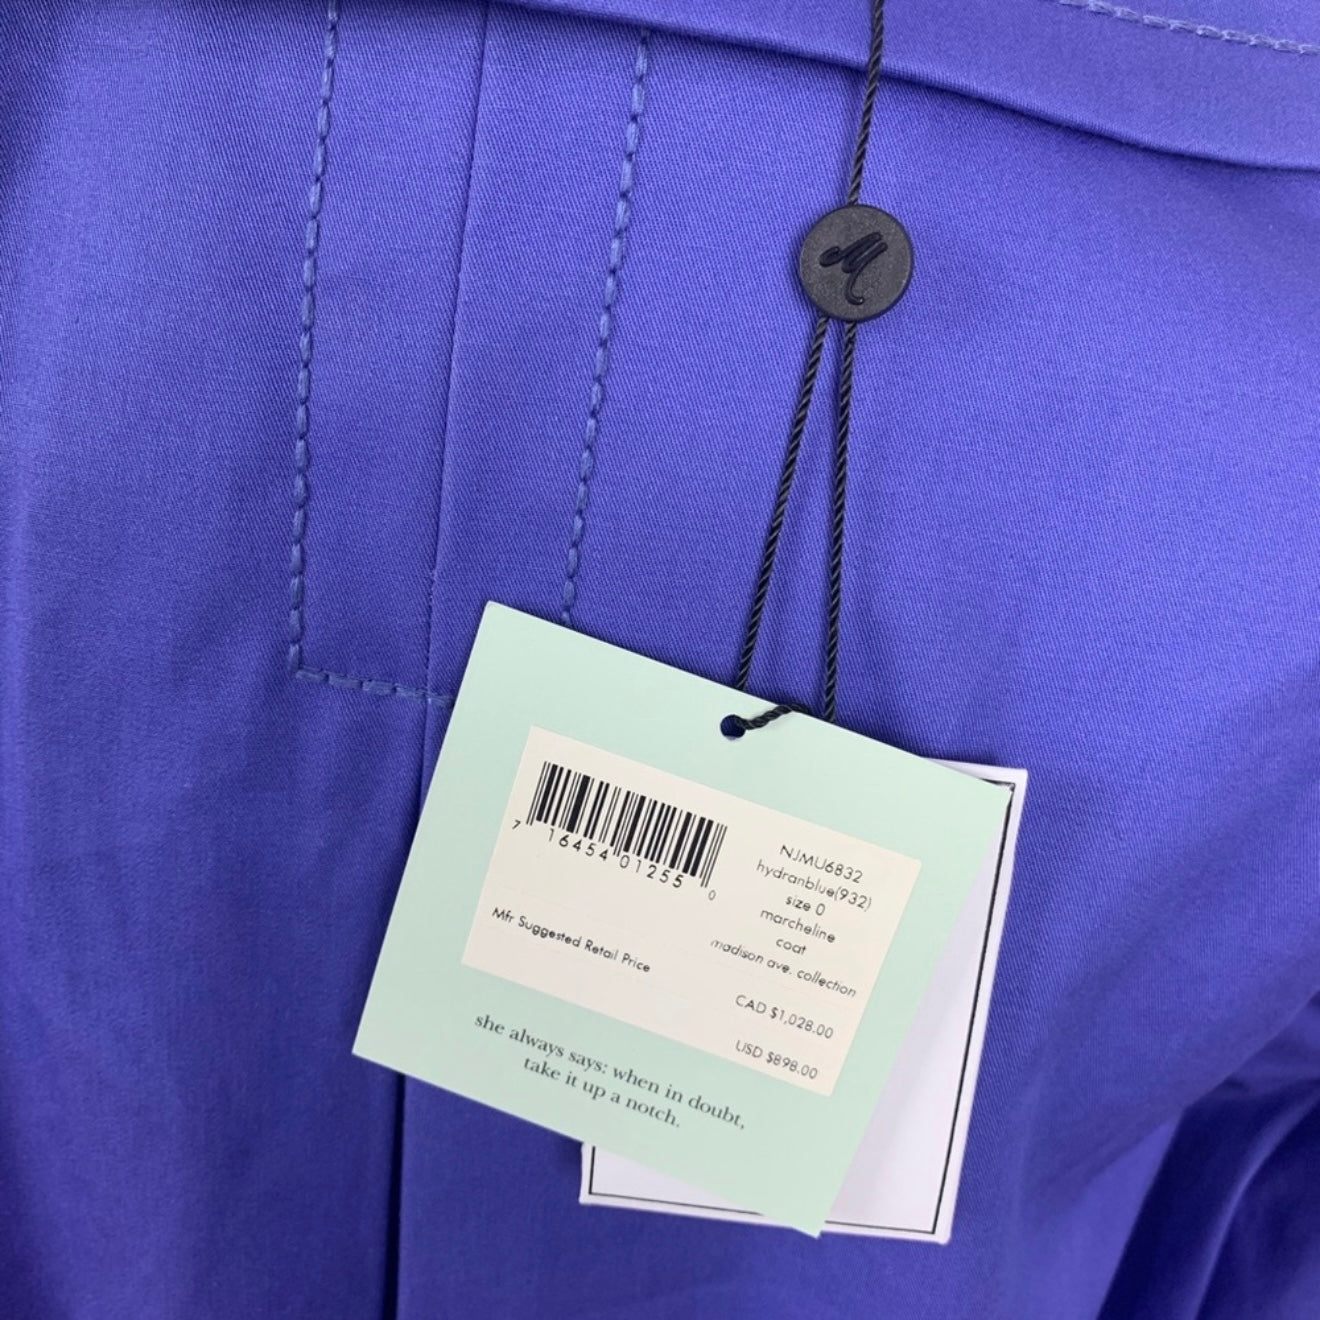 M
7 16454 01255 0
NJMU6832
hydranblue(932)
size 0
marcheline
coat
madison ave. collection
Mfr Suggested Retail Price
CAD $1,028.00
USD $898.00
she always says: when in doubt,
take it up a notch.